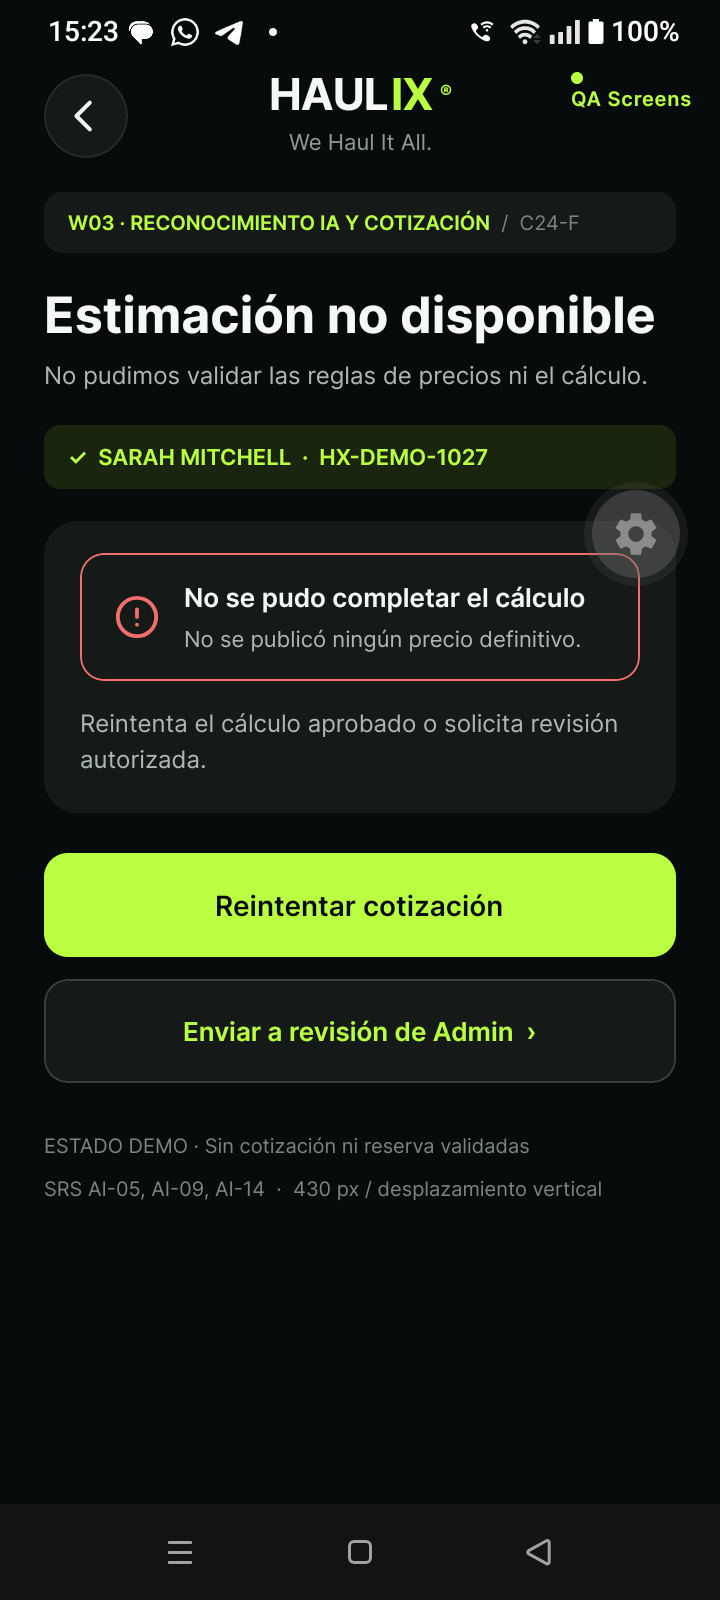 15:23 100%
HAULIX ®
We Haul It All.
QA Screens
W03 · RECONOCIMIENTO IA Y COTIZACIÓN / C24-F
Estimación no disponible
No pudimos validar las reglas de precios ni el cálculo.
✓ SARAH MITCHELL · HX-DEMO-1027
No se pudo completar el cálculo
No se publicó ningún precio definitivo.
Reintenta el cálculo aprobado o solicita revisión
autorizada.
Reintentar cotización
Enviar a revisión de Admin ›
ESTADO DEMO · Sin cotización ni reserva validadas
SRS AI-05, AI-09, AI-14 · 430 px / desplazamiento vertical